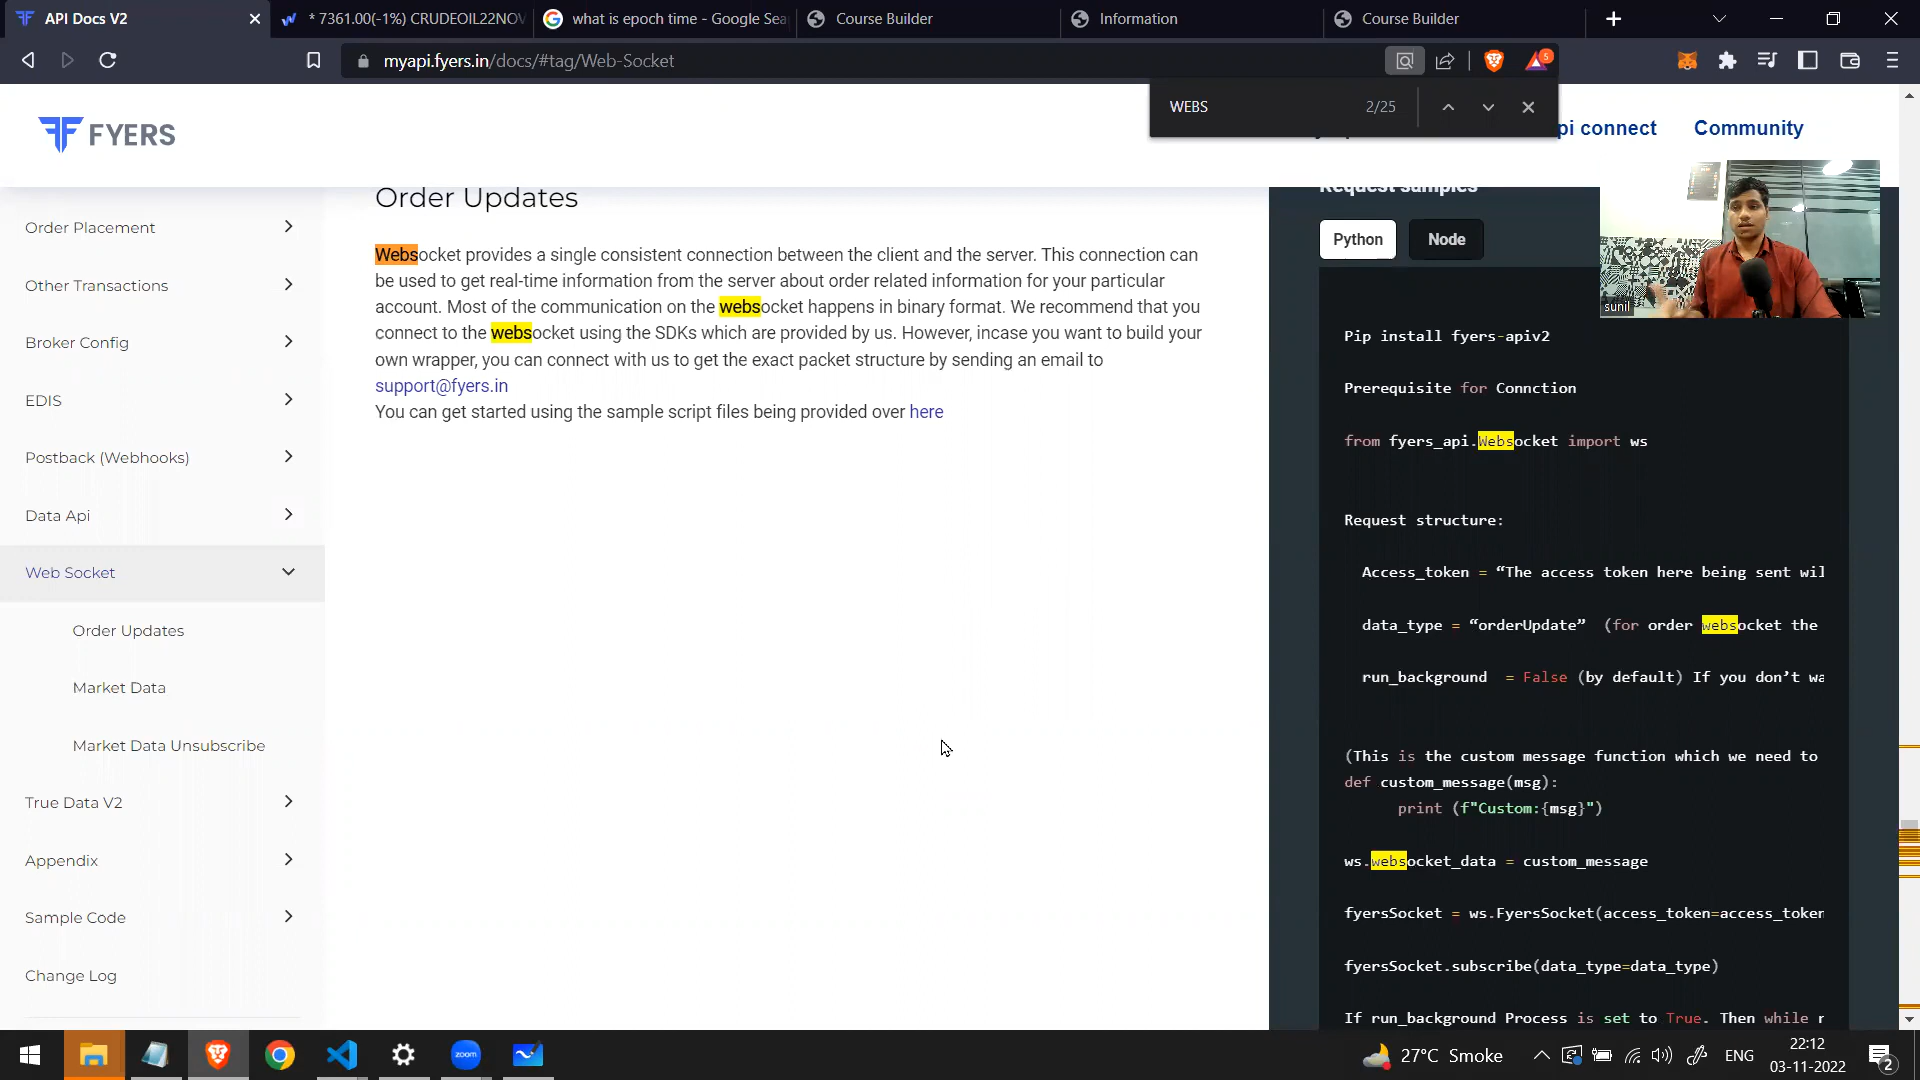 API Docs V2
* 7361.00(-1%) CRUDEOIL22NOV
what is epoch time - Google Sea
Course Builder
Information
Course Builder
myapi.fyers.in/docs/#tag/Web-Socket
5
WEBS
2/25
FYERS
pi connect
Community
Order Placement
Other Transactions
Broker Config
EDIS
Postback (Webhooks)
Data Api
Web Socket
Order Updates
Market Data
Market Data Unsubscribe
True Data V2
Appendix
Sample Code
Change Log
Order Updates
Websocket provides a single consistent connection between the client and the server. This connection can
be used to get real-time information from the server about order related information for your particular
account. Most of the communication on the websocket happens in binary format. We recommend that you
connect to the websocket using the SDKs which are provided by us. However, incase you want to build your
own wrapper, you can connect with us to get the exact packet structure by sending an email to
support@fyers.in
You can get started using the sample script files being provided over here
Request samples
Python
Node
Pip install fyers-apiv2
Prerequisite for Connction
from fyers_api.Websocket import ws
Request structure:
Access_token = “The access token here being sent wil
data_type = “orderUpdate” (for order websocket the
run_background = False (by default) If you don’t wa
(This is the custom message function which we need to
def custom_message(msg):
print (f"Custom:{msg}")
ws.websocket_data = custom_message
fyersSocket = ws.FyersSocket(access_token=access_token
fyersSocket.subscribe(data_type=data_type)
If run_background Process is set to True. Then while r
sunil
zoom
27°C Smoke
ENG
22:12
03-11-2022
2